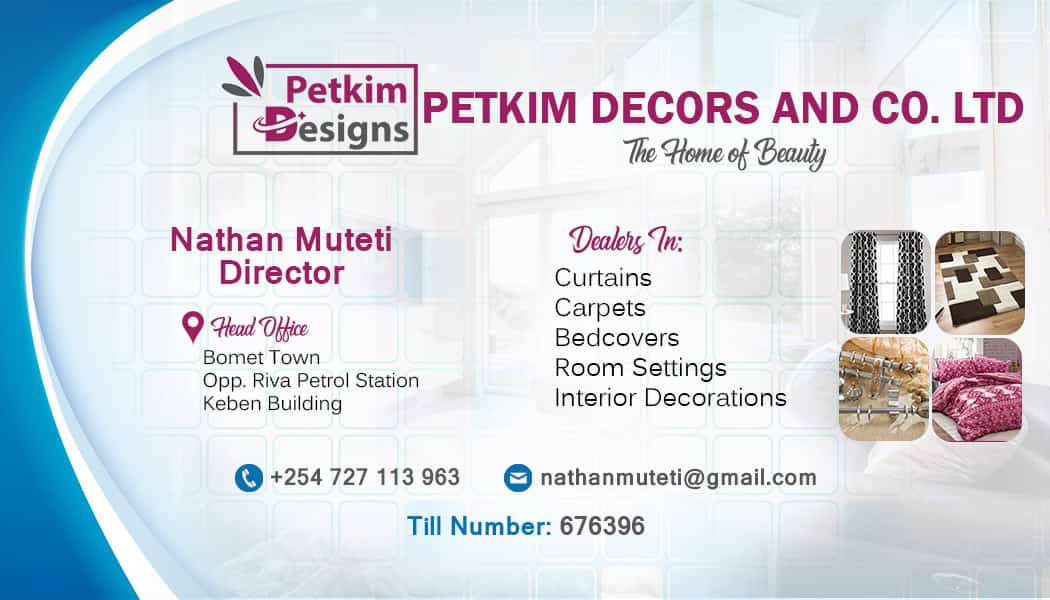 Petkim
Designs
PETKIM DECORS AND CO. LTD
The Home of Beauty
Nathan Muteti
Director
Head Office
Bomet Town
Opp. Riva Petrol Station
Keben Building
Dealers In:
Curtains
Carpets
Bedcovers
Room Settings
Interior Decorations
+254 727 113 963
nathanmuteti@gmail.com
Till Number: 676396